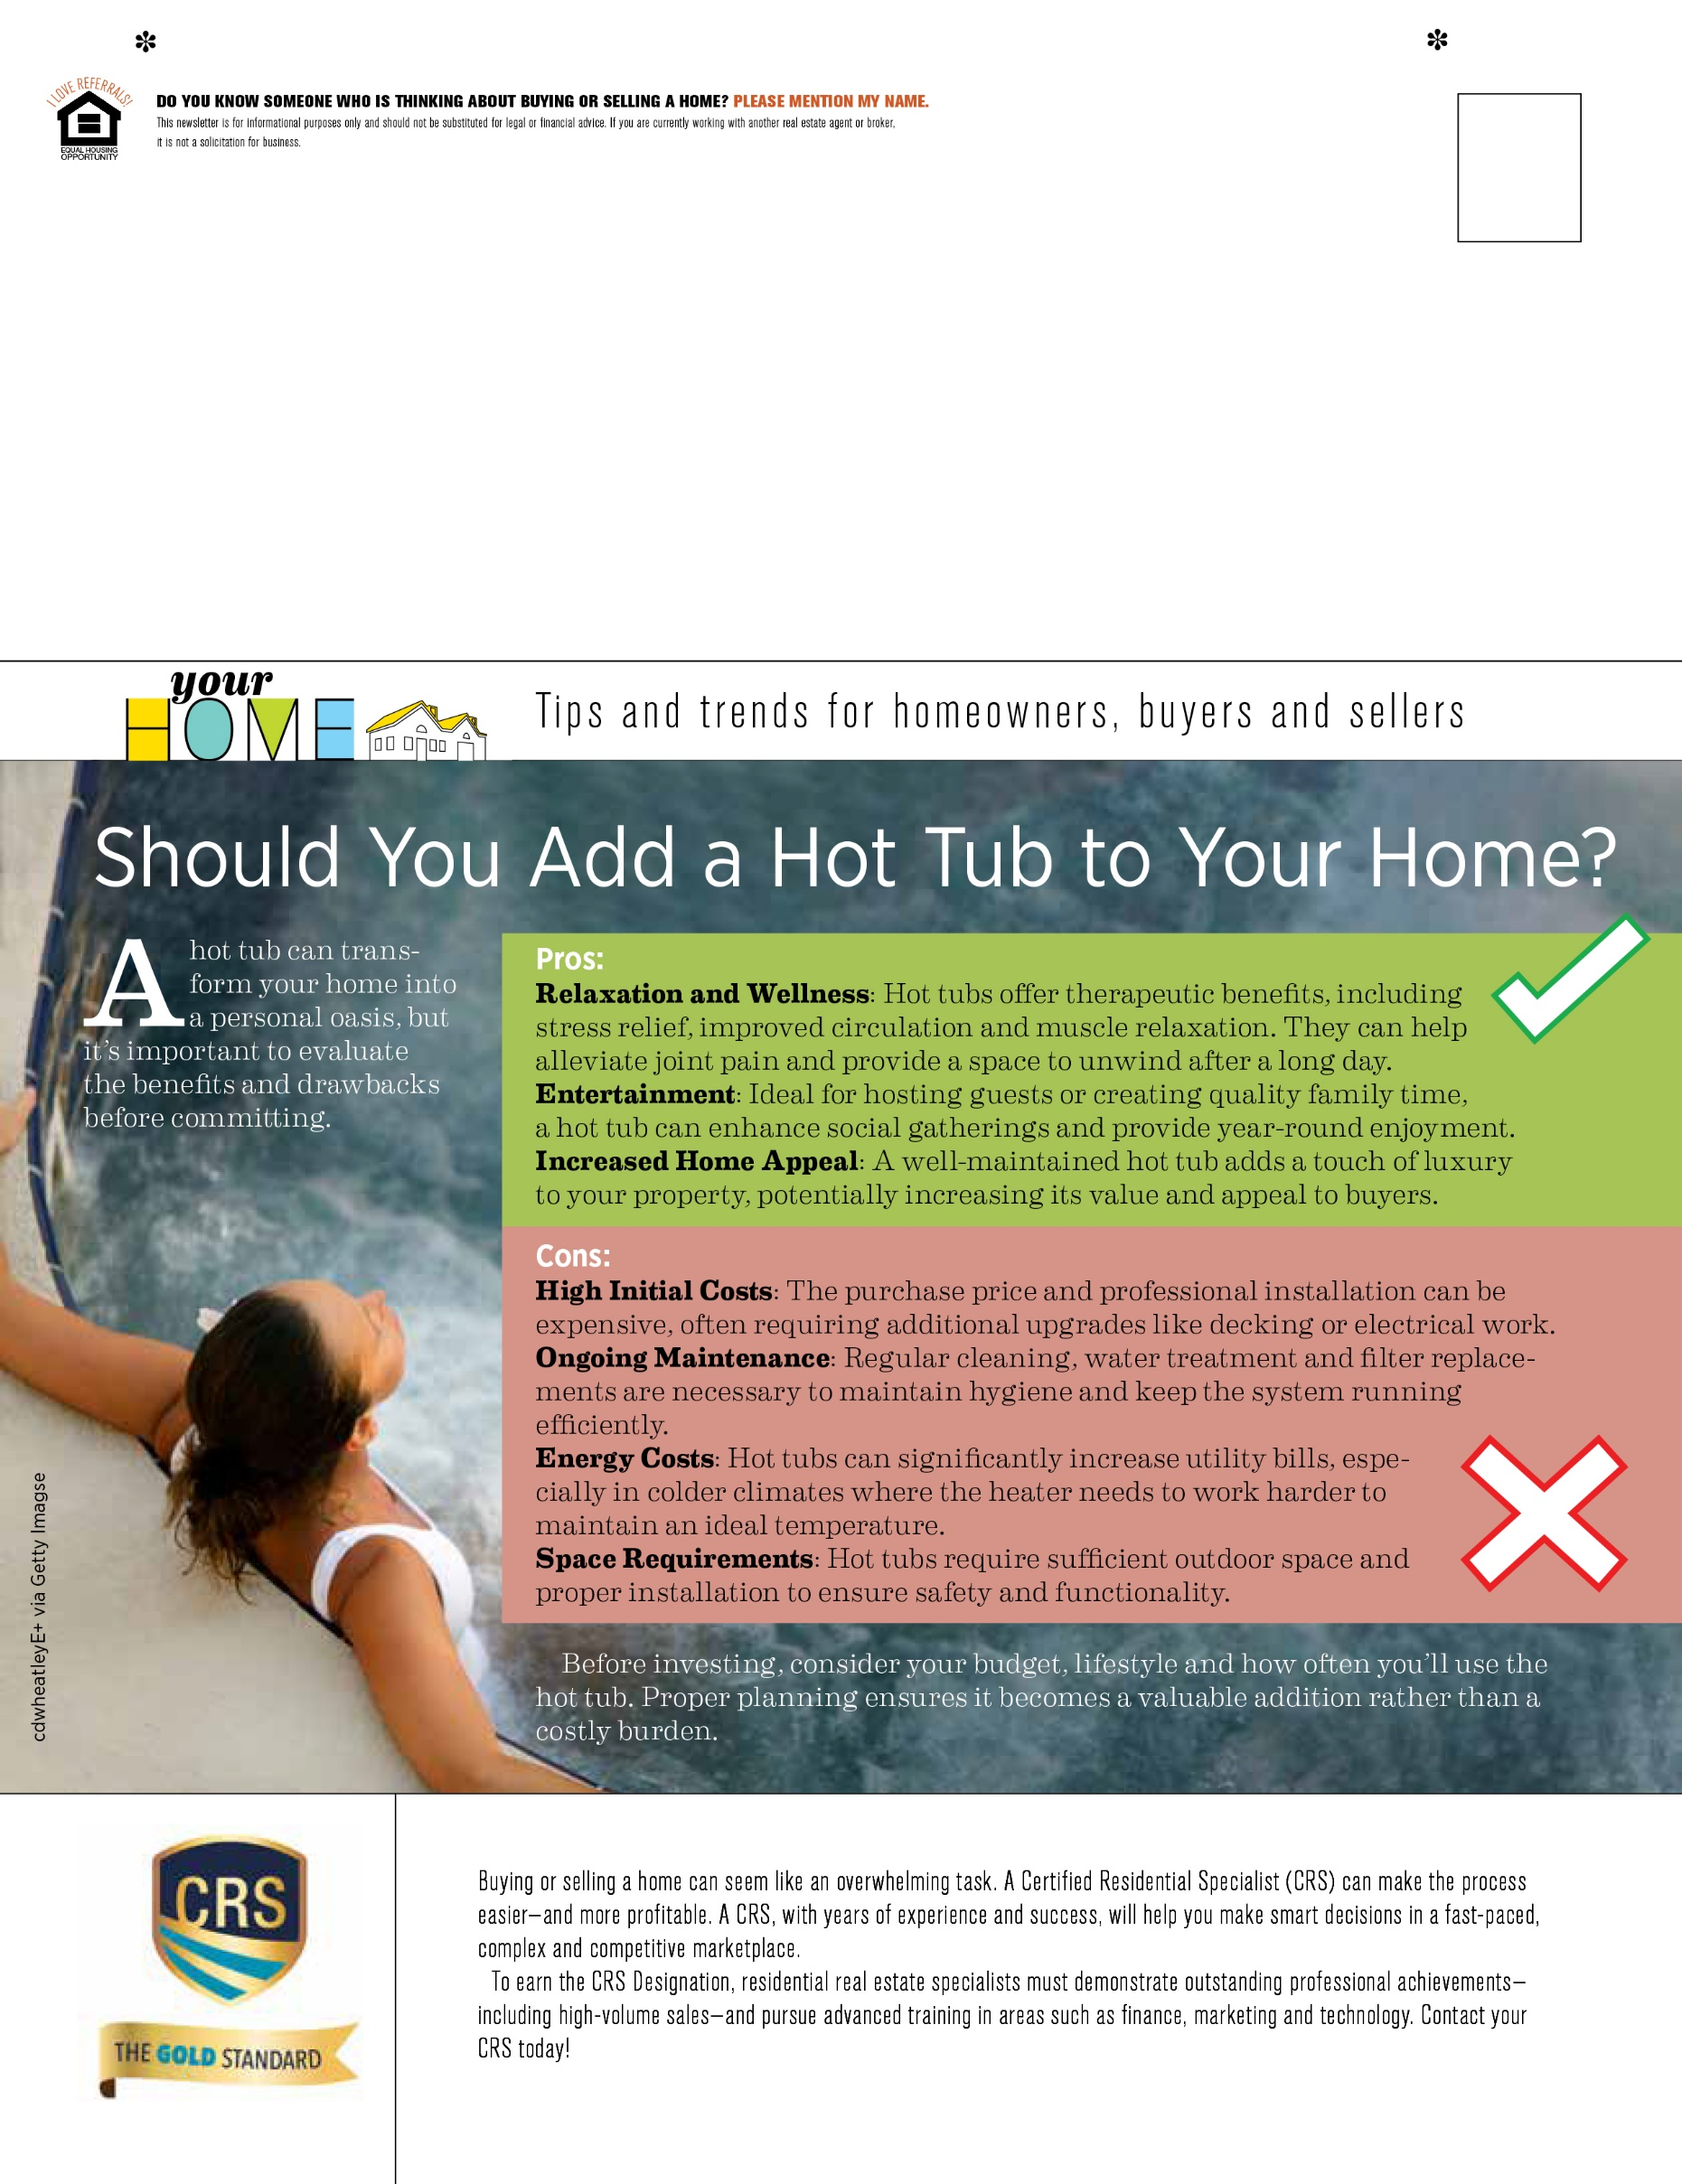 *
*
I LOVE REFERRALS!
EQUAL HOUSING
OPPORTUNITY
DO YOU KNOW SOMEONE WHO IS THINKING ABOUT BUYING OR SELLING A HOME? PLEASE MENTION MY NAME.
This newsletter is for informational purposes only and should not be substituted for legal or financial advice. If you are currently working with another real estate agent or broker,
it is not a solicitation for business.
your
HOME
Tips and trends for homeowners, buyers and sellers
Should You Add a Hot Tub to Your Home?
A hot tub can trans-
form your home into
a personal oasis, but
it's important to evaluate
the benefits and drawbacks
before committing.
Pros:
Relaxation and Wellness: Hot tubs offer therapeutic benefits, including
stress relief, improved circulation and muscle relaxation. They can help
alleviate joint pain and provide a space to unwind after a long day.
Entertainment: Ideal for hosting guests or creating quality family time,
a hot tub can enhance social gatherings and provide year-round enjoyment.
Increased Home Appeal: A well-maintained hot tub adds a touch of luxury
to your property, potentially increasing its value and appeal to buyers.
Cons:
High Initial Costs: The purchase price and professional installation can be
expensive, often requiring additional upgrades like decking or electrical work.
Ongoing Maintenance: Regular cleaning, water treatment and filter replace-
ments are necessary to maintain hygiene and keep the system running
efficiently.
Energy Costs: Hot tubs can significantly increase utility bills, espe-
cially in colder climates where the heater needs to work harder to
maintain an ideal temperature.
Space Requirements: Hot tubs require sufficient outdoor space and
proper installation to ensure safety and functionality.
Before investing, consider your budget, lifestyle and how often you'll use the
hot tub. Proper planning ensures it becomes a valuable addition rather than a
costly burden.
cdwheatleyE+ via Getty Imagse
CRS
THE GOLD STANDARD
Buying or selling a home can seem like an overwhelming task. A Certified Residential Specialist (CRS) can make the process
easier—and more profitable. A CRS, with years of experience and success, will help you make smart decisions in a fast-paced,
complex and competitive marketplace.
To earn the CRS Designation, residential real estate specialists must demonstrate outstanding professional achievements—
including high-volume sales—and pursue advanced training in areas such as finance, marketing and technology. Contact your
CRS today!